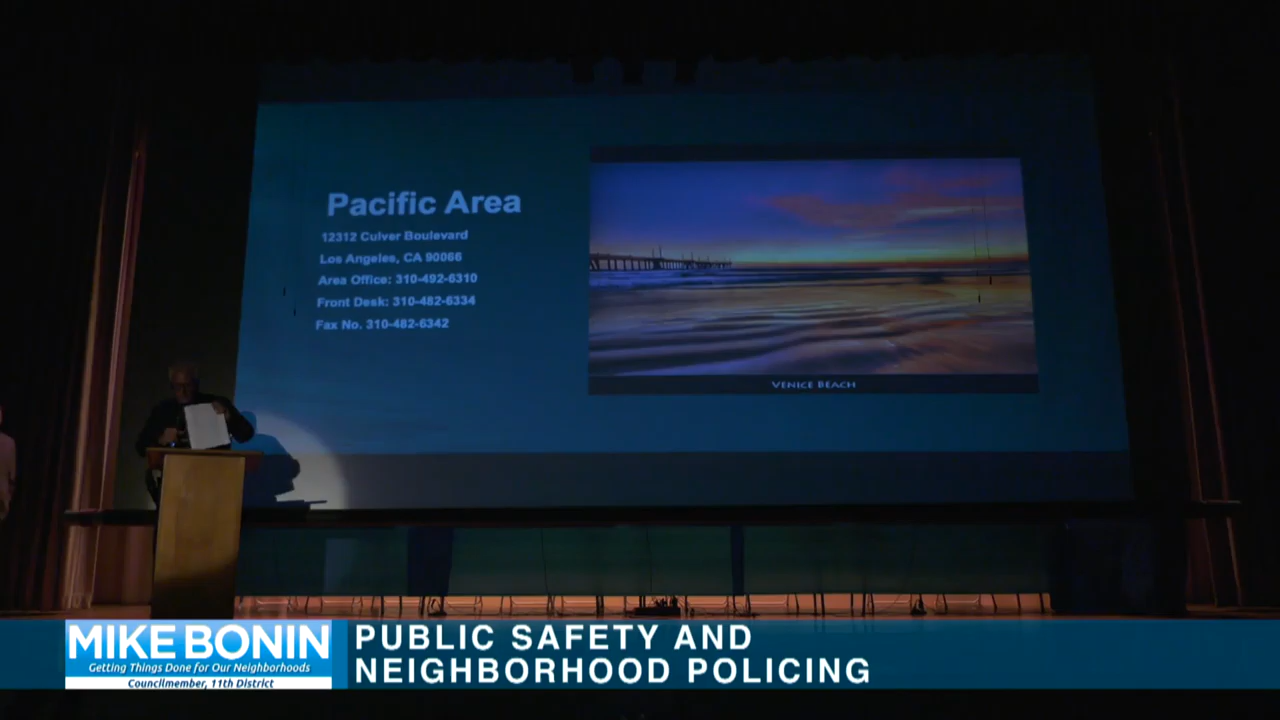 Pacific Area
12312 Culver Boulevard
Los Angeles, CA 90066
Area Office: 310-492-6310
Front Desk: 310-482-6334
Fax No. 310-482-6342
VENICE BEACH
MIKE BONIN
Getting Things Done for Our Neighborhoods
Councilmember, 11th District
PUBLIC SAFETY AND
NEIGHBORHOOD POLICING